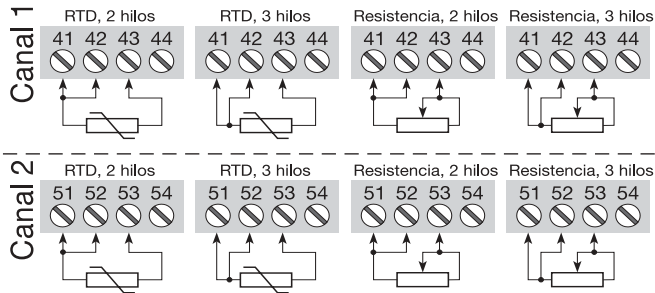 Canal 1
RTD, 2 hilos
41 42 43 44
RTD, 3 hilos
41 42 43 44
Resistencia, 2 hilos
41 42 43 44
Resistencia, 3 hilos
41 42 43 44
Canal 2
RTD, 2 hilos
51 52 53 54
RTD, 3 hilos
51 52 53 54
Resistencia, 2 hilos
51 52 53 54
Resistencia, 3 hilos
51 52 53 54